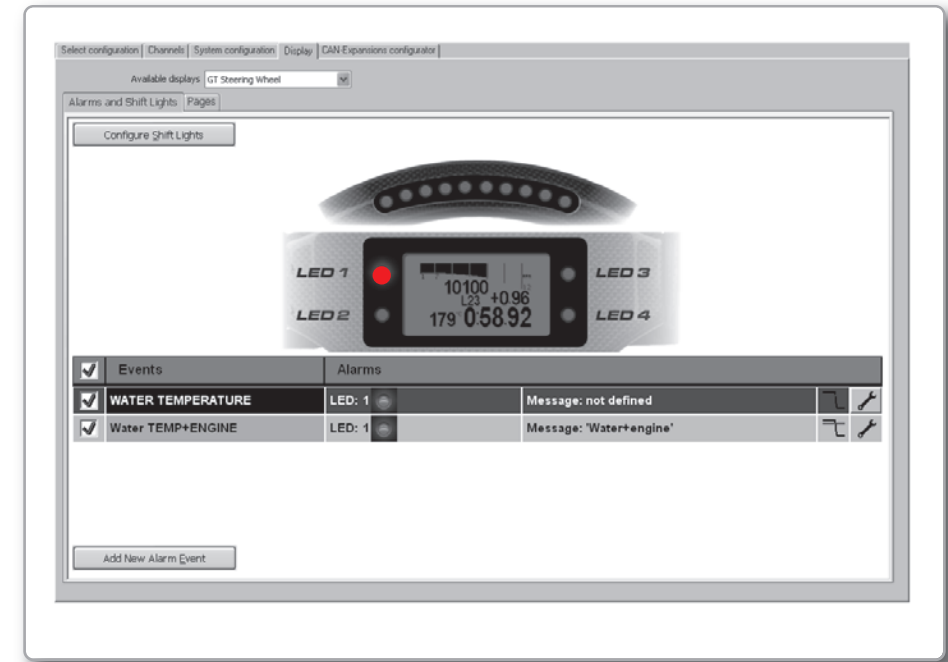 Select configuration Channels System configuration Display CAN-Expansions configurator
Available displays GT Steering Wheel
Alarms and Shift Lights Pages
Configure Shift Lights
LED 1 LED 3
10100
L23 +0.96
LED 2 179 0:58.92 LED 4
Events Alarms
WATER TEMPERATURE LED: 1 Message: not defined
Water TEMP+ENGINE LED: 1 Message: 'Water+engine'
Add New Alarm Event